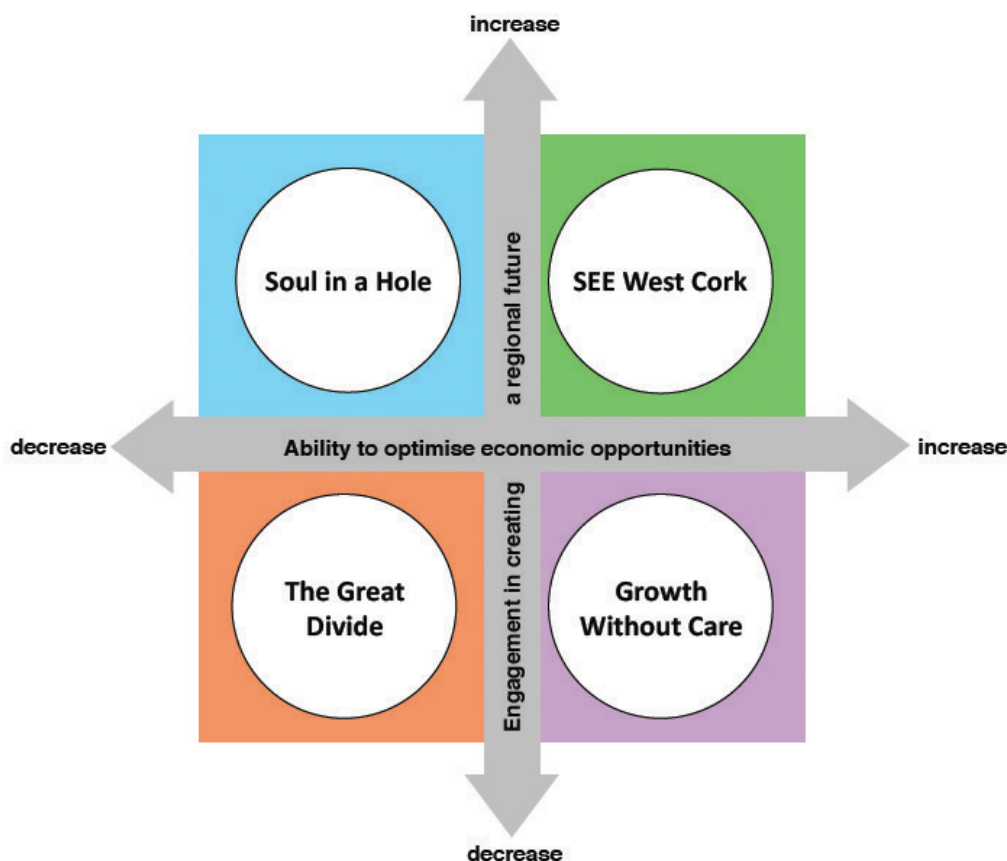 increase
a regional future
Soul in a Hole
SEE West Cork
decrease
Ability to optimise economic opportunities
increase
Engagement in creating
The Great
Divide
Growth
Without Care
decrease